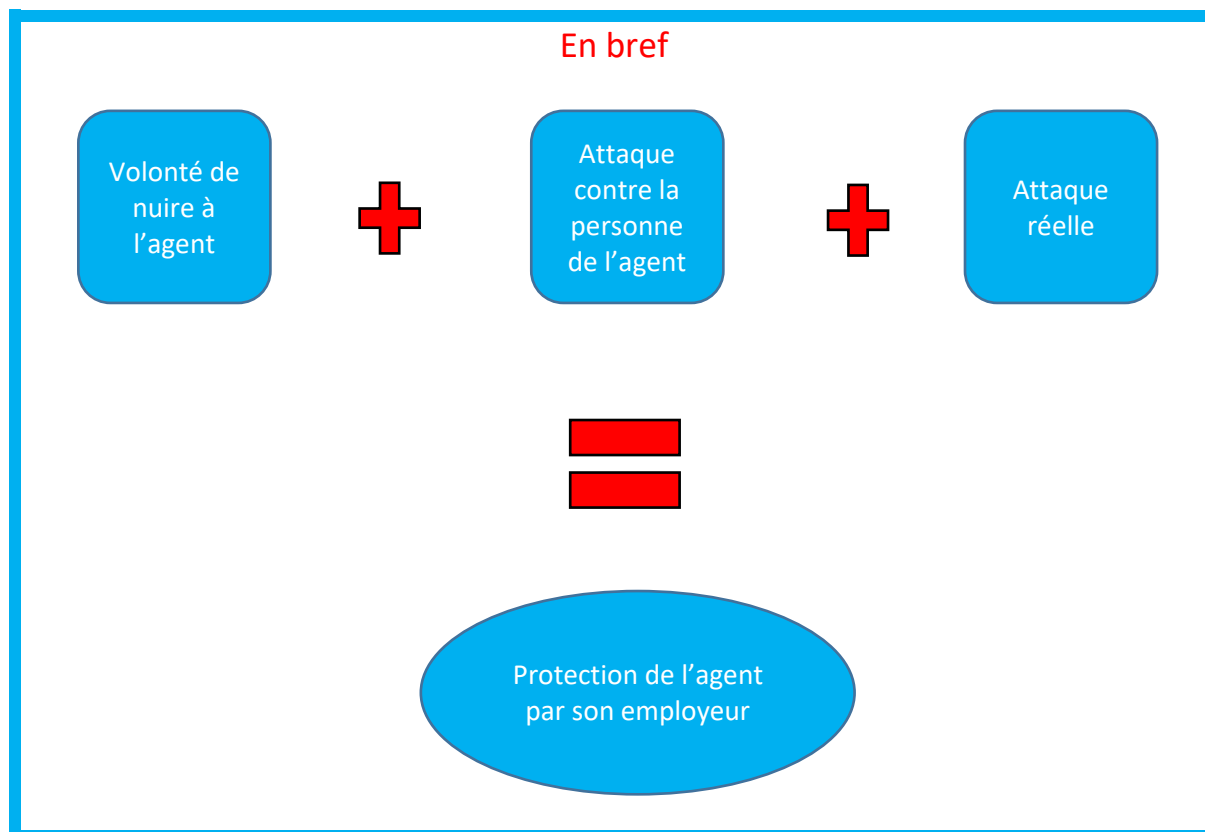 En bref
Volonté de
nuire à
l’agent
Attaque
contre la
personne
de l’agent
Attaque
réelle
Protection de l’agent
par son employeur